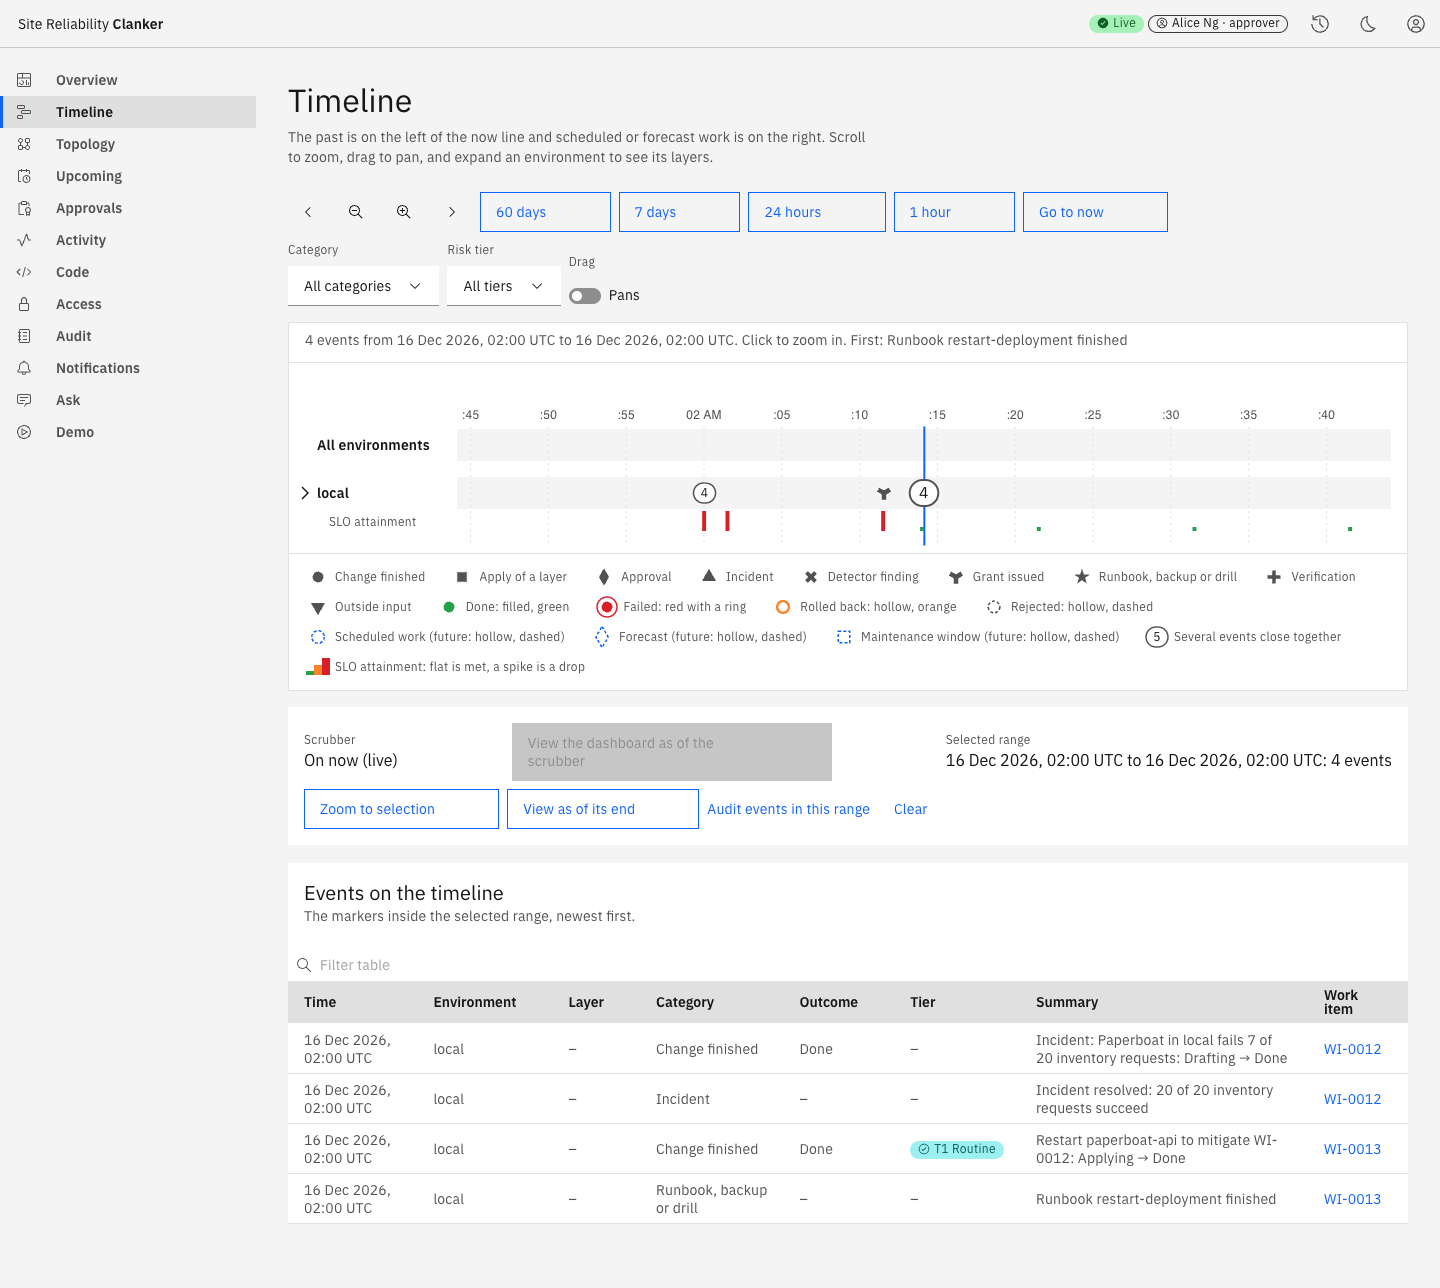 Site Reliability Clanker
Live
Alice Ng · approver
Overview
Timeline
Topology
Upcoming
Approvals
Activity
Code
Access
Audit
Notifications
Ask
Demo
Timeline
The past is on the left of the now line and scheduled or forecast work is on the right. Scroll
to zoom, drag to pan, and expand an environment to see its layers.
60 days
7 days
24 hours
1 hour
Go to now
Category
Risk tier
Drag
All categories
All tiers
Pans
4 events from 16 Dec 2026, 02:00 UTC to 16 Dec 2026, 02:00 UTC. Click to zoom in. First: Runbook restart-deployment finished
:45 :50 :55 02 AM :05 :10 :15 :20 :25 :30 :35 :40
All environments
local
4
4
SLO attainment
Change finished
Apply of a layer
Approval
Incident
Detector finding
Grant issued
Runbook, backup or drill
Verification
Outside input
Done: filled, green
Failed: red with a ring
Rolled back: hollow, orange
Rejected: hollow, dashed
Scheduled work (future: hollow, dashed)
Forecast (future: hollow, dashed)
Maintenance window (future: hollow, dashed)
5
Several events close together
SLO attainment: flat is met, a spike is a drop
Scrubber
On now (live)
View the dashboard as of the
scrubber
Selected range
16 Dec 2026, 02:00 UTC to 16 Dec 2026, 02:00 UTC: 4 events
Zoom to selection
View as of its end
Audit events in this range
Clear
Events on the timeline
The markers inside the selected range, newest first.
Filter table
Time
Environment
Layer
Category
Outcome
Tier
Summary
Work
item
16 Dec 2026,
02:00 UTC
local
–
Change finished
Done
–
Incident: Paperboat in local fails 7 of
20 inventory requests: Drafting → Done
WI-0012
16 Dec 2026,
02:00 UTC
local
–
Incident
–
–
Incident resolved: 20 of 20 inventory
requests succeed
WI-0012
16 Dec 2026,
02:00 UTC
local
–
Change finished
Done
T1 Routine
Restart paperboat-api to mitigate WI-
0012: Applying → Done
WI-0013
16 Dec 2026,
02:00 UTC
local
–
Runbook, backup
or drill
–
–
Runbook restart-deployment finished
WI-0013